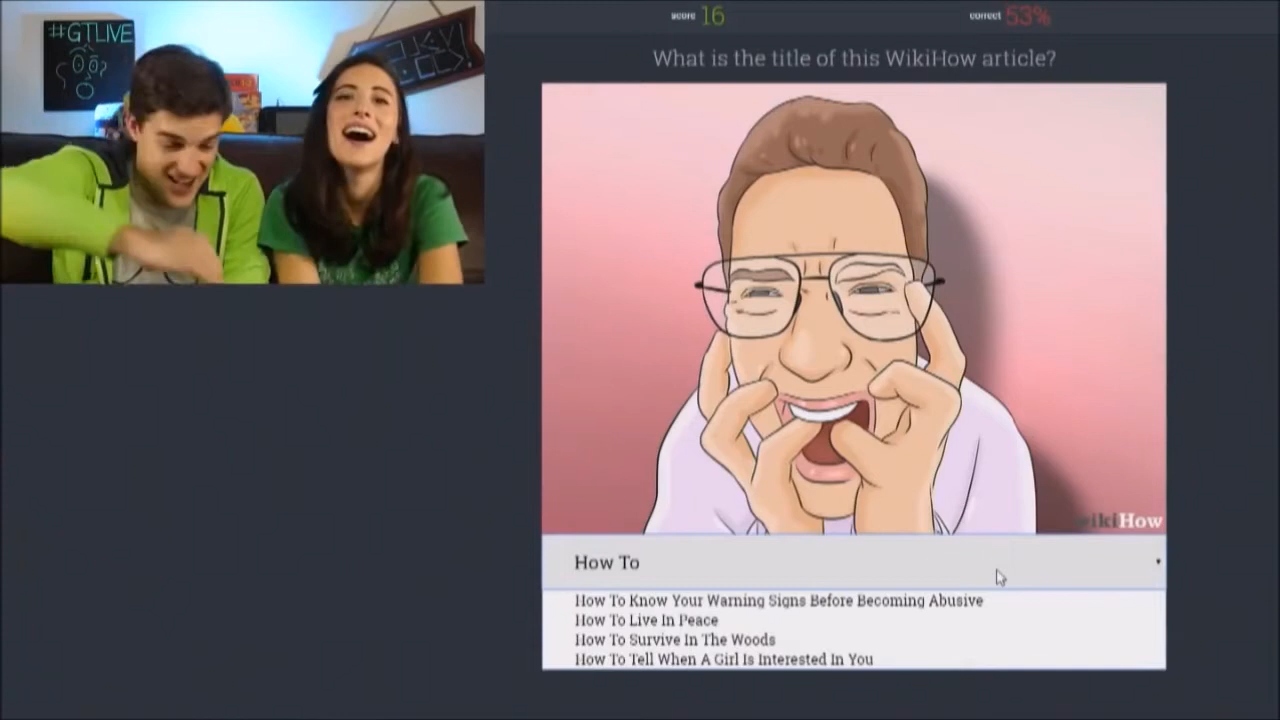 #GTLIVE
score 16
correct 53%
What is the title of this WikiHow article?
wikiHow
How To
How To Know Your Warning Signs Before Becoming Abusive
How To Live In Peace
How To Survive In The Woods
How To Tell When A Girl Is Interested In You